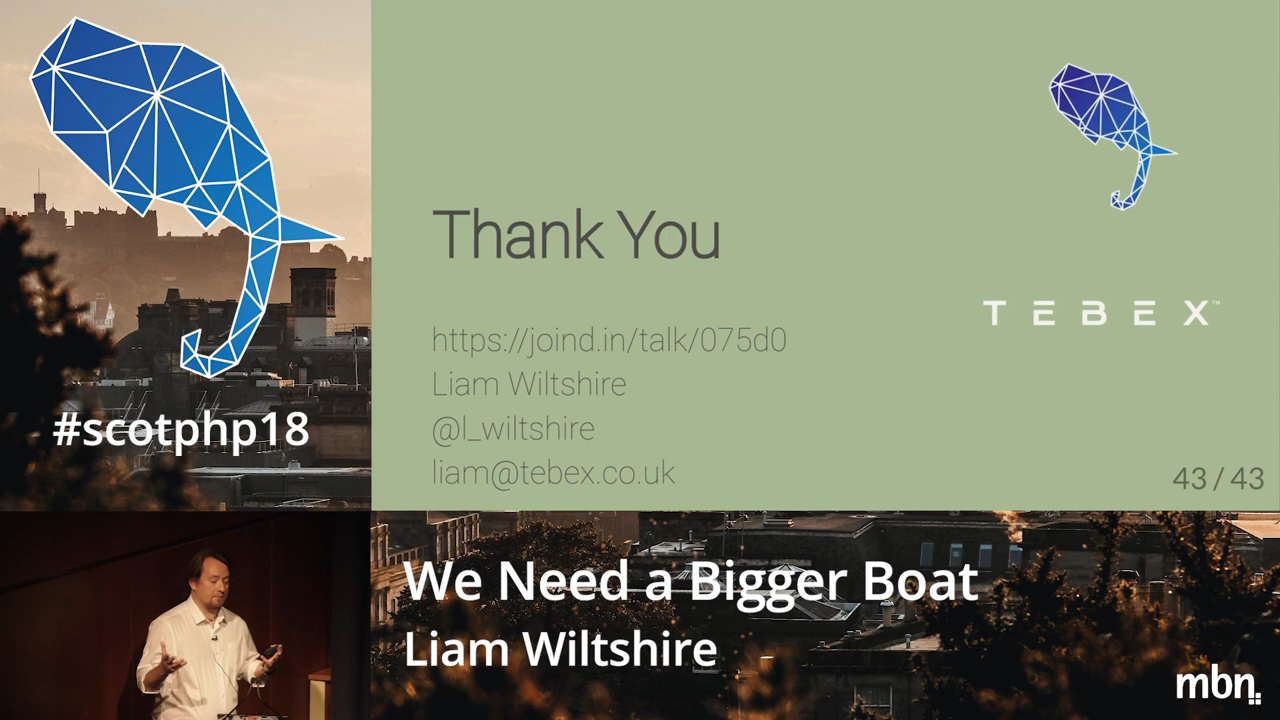 #scotphp18
Thank You
https://joind.in/talk/075d0
Liam Wiltshire
@l_wiltshire
liam@tebex.co.uk
TEBEX™
43 / 43
We Need a Bigger Boat
Liam Wiltshire
mbn